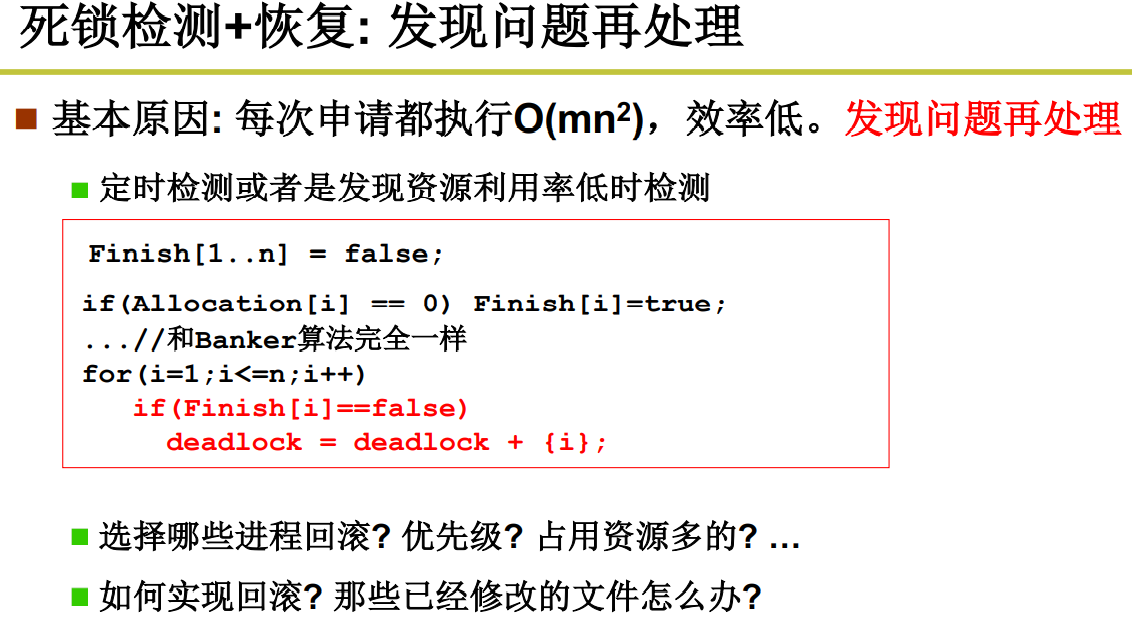 死锁检测+恢复: 发现问题再处理
基本原因: 每次申请都执行O(mn²)，效率低。发现问题再处理
定时检测或者是发现资源利用率低时检测
Finish[1..n] = false;
if(Allocation[i] == 0) Finish[i]=true;
...//和Banker算法完全一样
for(i=1;i<=n;i++)
if(Finish[i]==false)
deadlock = deadlock + {i};
选择哪些进程回滚? 优先级? 占用资源多的? …
如何实现回滚? 那些已经修改的文件怎么办?